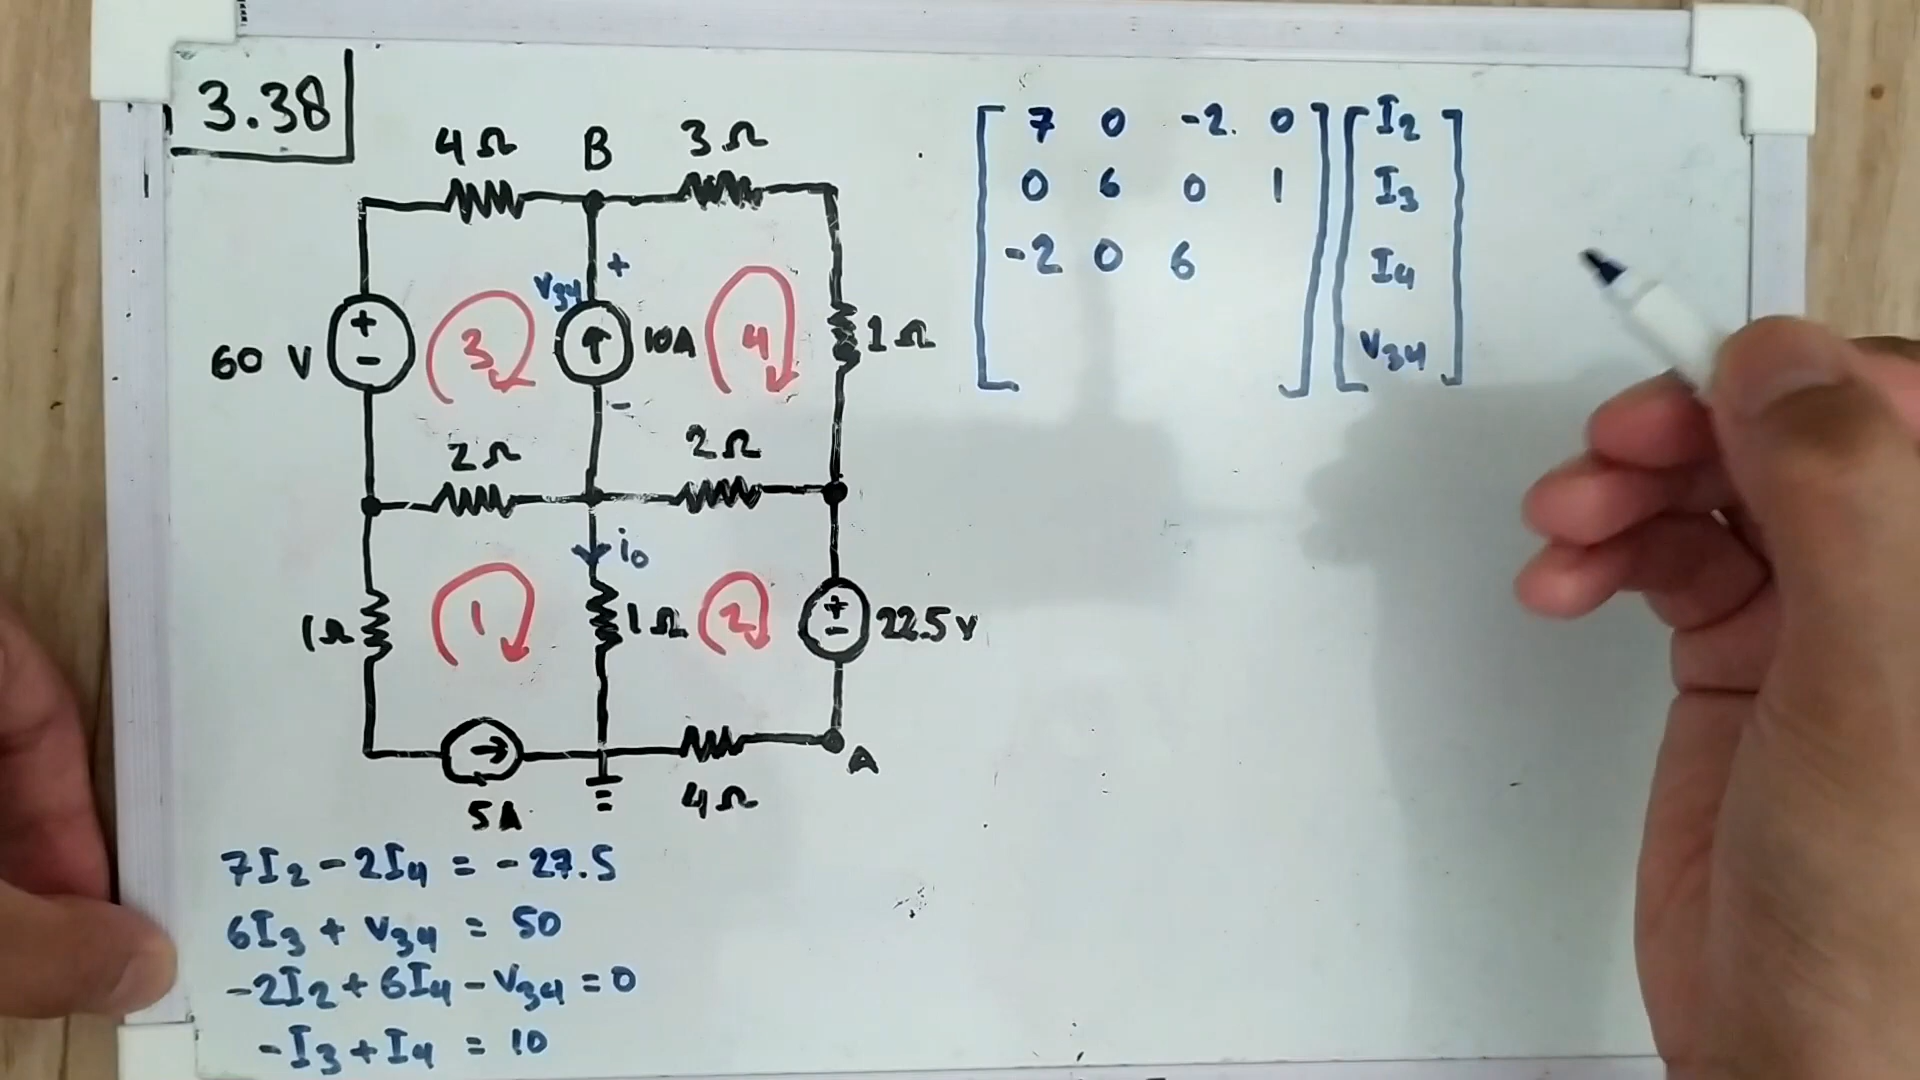 3.38
4Ω B 3Ω
V34 +
60 V + - 3 10A 4 1Ω
-
2Ω 2Ω
i0
1Ω 1 1Ω 2 + - 22.5 V
5A 4Ω A
7I2 - 2I4 = -27.5
6I3 + V34 = 50
-2I2 + 6I4 - V34 = 0
-I3 + I4 = 10
7 0 -2 0 I2
0 6 0 1 I3
-2 0 6 I4
V34